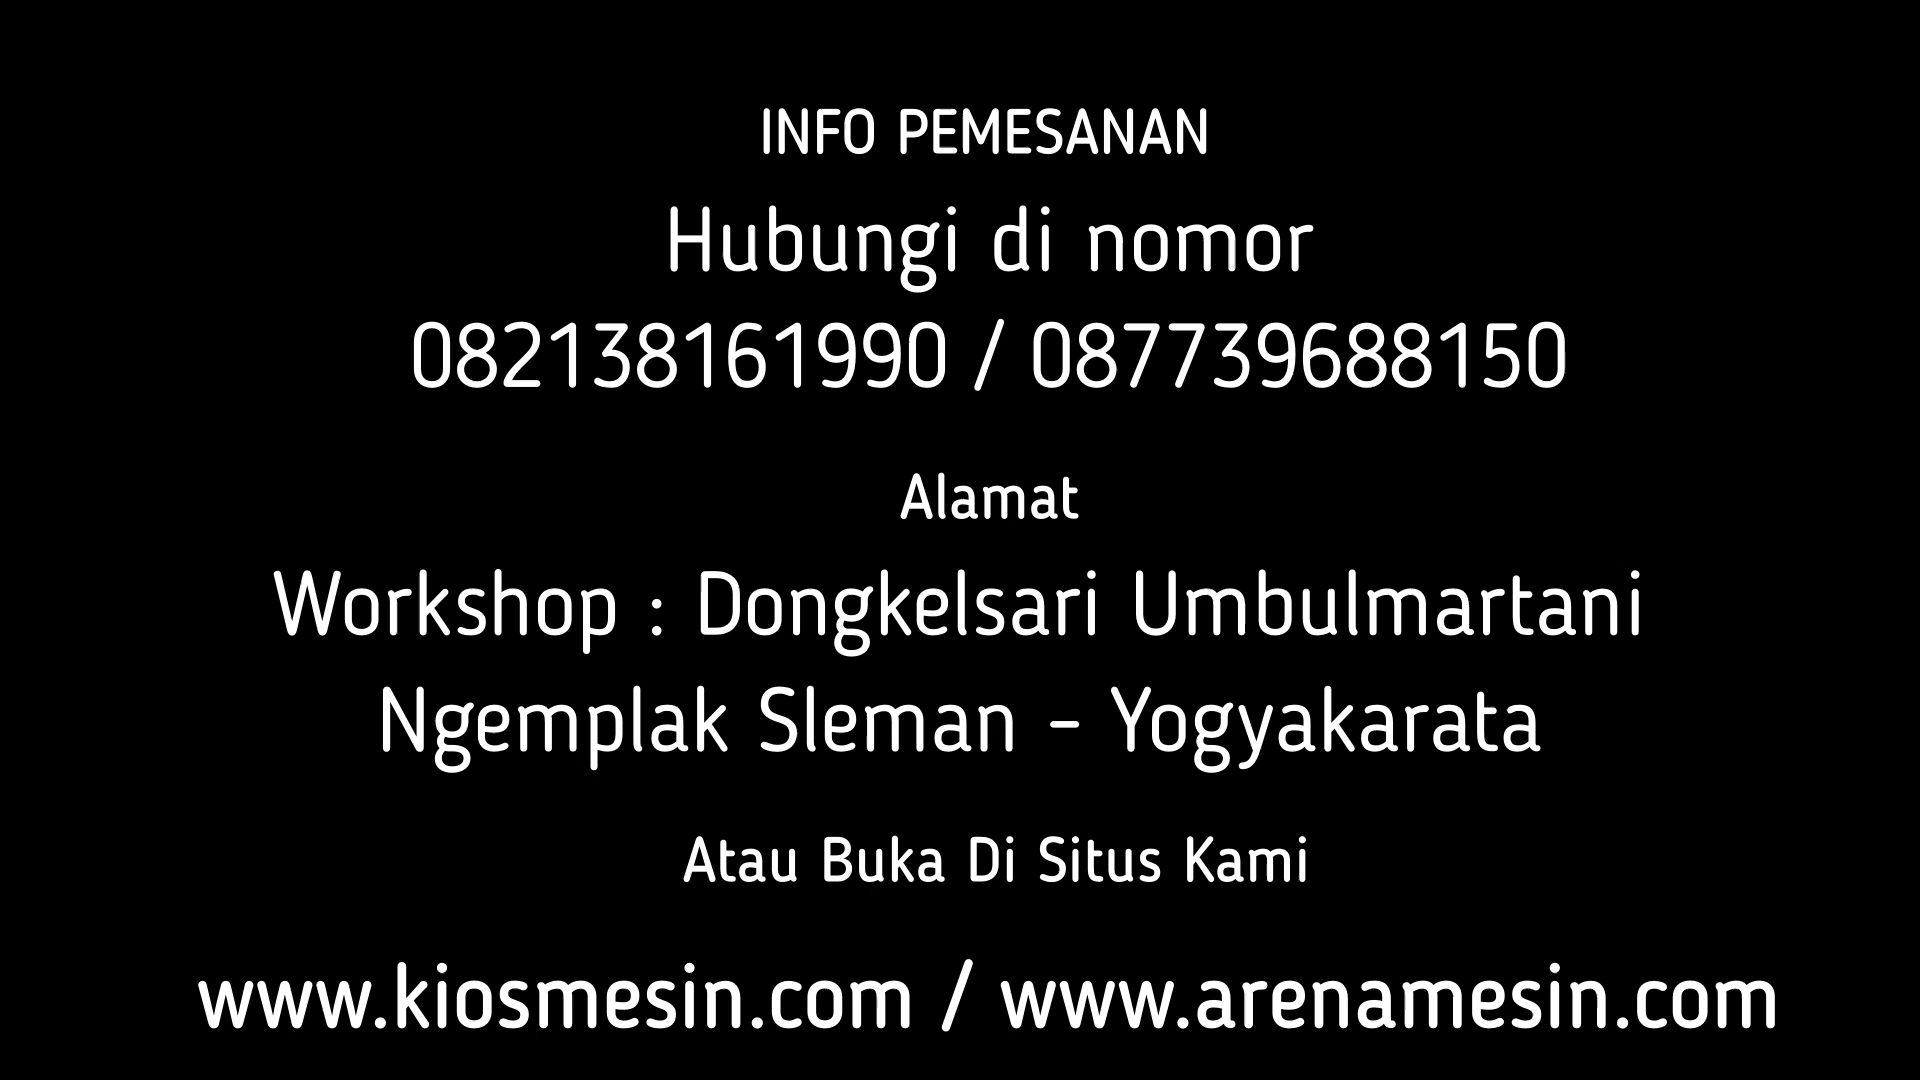 INFO PEMESANAN
Hubungi di nomor
082138161990 / 087739688150
Alamat
Workshop : Dongkelsari Umbulmartani
Ngemplak Sleman - Yogyakarata
Atau Buka Di Situs Kami
www.kiosmesin.com / www.arenamesin.com